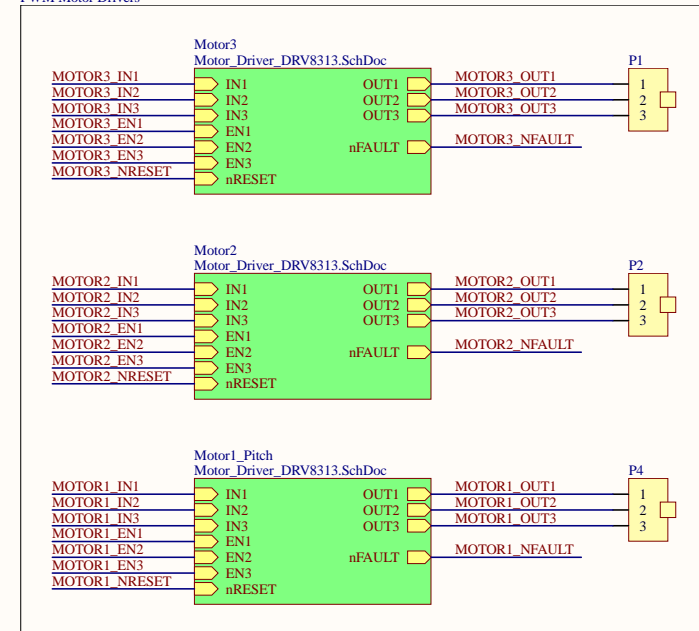 PWM Motor Drivers
Motor3
Motor_Driver_DRV8313.SchDoc
P1
MOTOR3_IN1 IN1 OUT1 MOTOR3_OUT1 1
MOTOR3_IN2 IN2 OUT2 MOTOR3_OUT2 2
MOTOR3_IN3 IN3 OUT3 MOTOR3_OUT3 3
MOTOR3_EN1 EN1
MOTOR3_EN2 EN2 nFAULT MOTOR3_NFAULT
MOTOR3_EN3 EN3
MOTOR3_NRESET nRESET
Motor2
Motor_Driver_DRV8313.SchDoc
P2
MOTOR2_IN1 IN1 OUT1 MOTOR2_OUT1 1
MOTOR2_IN2 IN2 OUT2 MOTOR2_OUT2 2
MOTOR2_IN3 IN3 OUT3 MOTOR2_OUT3 3
MOTOR2_EN1 EN1
MOTOR2_EN2 EN2 nFAULT MOTOR2_NFAULT
MOTOR2_EN3 EN3
MOTOR2_NRESET nRESET
Motor1_Pitch
Motor_Driver_DRV8313.SchDoc
P4
MOTOR1_IN1 IN1 OUT1 MOTOR1_OUT1 1
MOTOR1_IN2 IN2 OUT2 MOTOR1_OUT2 2
MOTOR1_IN3 IN3 OUT3 MOTOR1_OUT3 3
MOTOR1_EN1 EN1
MOTOR1_EN2 EN2 nFAULT MOTOR1_NFAULT
MOTOR1_EN3 EN3
MOTOR1_NRESET nRESET